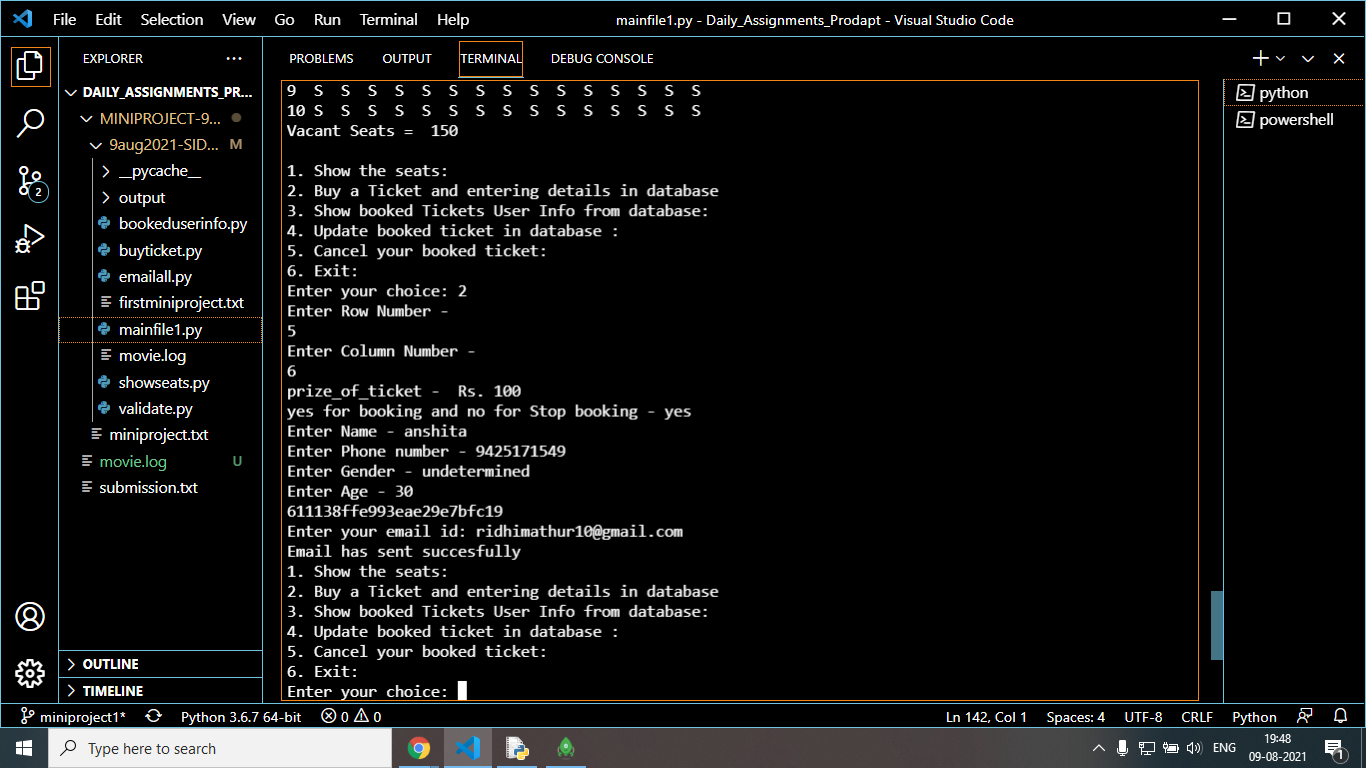 File Edit Selection View Go Run Terminal Help
mainfile1.py - Daily_Assignments_Prodapt - Visual Studio Code
EXPLORER
DAILY_ASSIGNMENTS_PR...
MINIPROJECT-9...
9aug2021-SID... M
__pycache__
output
bookeduserinfo.py
buyticket.py
emailall.py
firstminiproject.txt
mainfile1.py
movie.log
showseats.py
validate.py
miniproject.txt
movie.log U
submission.txt
OUTLINE
TIMELINE
2
PROBLEMS OUTPUT TERMINAL DEBUG CONSOLE
9 S S S S S S S S S S S S S S S
10 S S S S S S S S S S S S S S S
Vacant Seats = 150
1. Show the seats:
2. Buy a Ticket and entering details in database
3. Show booked Tickets User Info from database:
4. Update booked ticket in database :
5. Cancel your booked ticket:
6. Exit:
Enter your choice: 2
Enter Row Number -
5
Enter Column Number -
6
prize_of_ticket - Rs. 100
yes for booking and no for Stop booking - yes
Enter Name - anshita
Enter Phone number - 9425171549
Enter Gender - undetermined
Enter Age - 30
611138ffe993eae29e7bfc19
Enter your email id: ridhimathur10@gmail.com
Email has sent succesfully
1. Show the seats:
2. Buy a Ticket and entering details in database
3. Show booked Tickets User Info from database:
4. Update booked ticket in database :
5. Cancel your booked ticket:
6. Exit:
Enter your choice:
python
powershell
miniproject1* Python 3.6.7 64-bit 0 0
Ln 142, Col 1 Spaces: 4 UTF-8 CRLF Python
Type here to search
ENG
19:48
09-08-2021
1